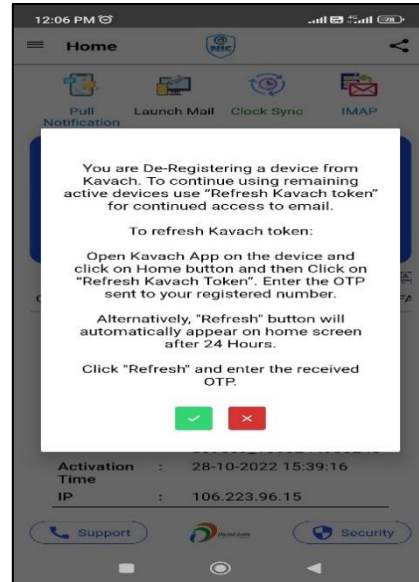 12:06 PM
78
Home
NIC
Pull
Notification
Launch Mail
Clock Sync
IMAP
You are De-Registering a device from
Kavach. To continue using remaining
active devices use “Refresh Kavach token”
for continued access to email.
To refresh Kavach token:
Open Kavach App on the device and
click on Home button and then Click on
“Refresh Kavach Token”. Enter the OTP
sent to your registered number.
Alternatively, "Refresh" button will
automatically appear on home screen
after 24 Hours.
Click "Refresh" and enter the received
OTP.
Activation : 28-10-2022 15:39:16
Time
IP : 106.223.96.15
Support
Security